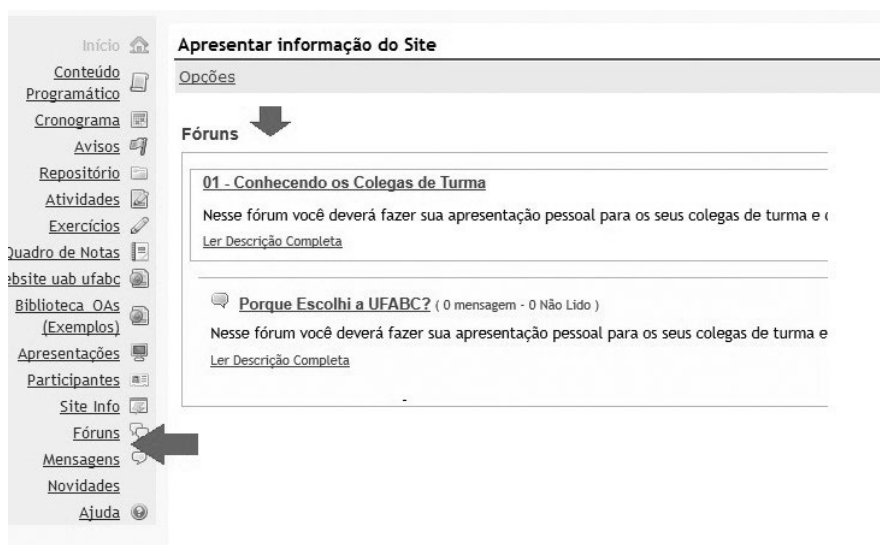 Início
Conteúdo
Programático
Cronograma
Avisos
Repositório
Atividades
Exercícios
Quadro de Notas
website uab ufabc
Biblioteca OAs
(Exemplos)
Apresentações
Participantes
Site Info
Fóruns
Mensagens
Novidades
Ajuda
Apresentar informação do Site
Opções
Fóruns
01 - Conhecendo os Colegas de Turma
Nesse fórum você deverá fazer sua apresentação pessoal para os seus colegas de turma e
Ler Descrição Completa
Porque Escolhi a UFABC? ( 0 mensagem - 0 Não Lido )
Nesse fórum você deverá fazer sua apresentação pessoal para os seus colegas de turma e
Ler Descrição Completa